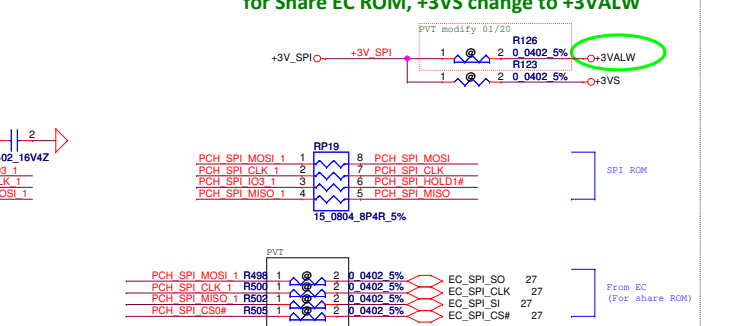 for Share EC ROM, +3VS change to +3VALW
PVT modify 01/20
R126
+3V_SPI +3V_SPI 1 @ 2 0_0402_5% +3VALW
R123
1 @ 2 0_0402_5% +3VS
2
02_16V4Z
3_1
LK_1
OSI_1
RP19
PCH_SPI_MOSI_1 1 8 PCH_SPI_MOSI
PCH_SPI_CLK_1 2 7 PCH_SPI_CLK
PCH_SPI_IO3_1 3 6 PCH_SPI_HOLD1#
PCH_SPI_MISO_1 4 5 PCH_SPI_MISO
15_0804_8P4R_5%
SPI ROM
PVT
PCH_SPI_MOSI_1 R498 1 @ 2 0_0402_5% EC_SPI_SO 27
PCH_SPI_CLK_1 R500 1 @ 2 0_0402_5% EC_SPI_CLK 27
PCH_SPI_MISO_1 R502 1 @ 2 0_0402_5% EC_SPI_SI 27
PCH_SPI_CS0# R505 1 @ 2 0_0402_5% EC_SPI_CS# 27
From EC
(For share ROM)